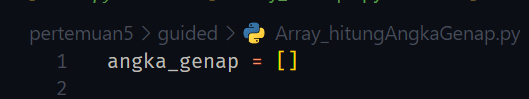 pertemuan5 > guided > Array_hitungAngkaGenap.py
1 angka_genap = []
2